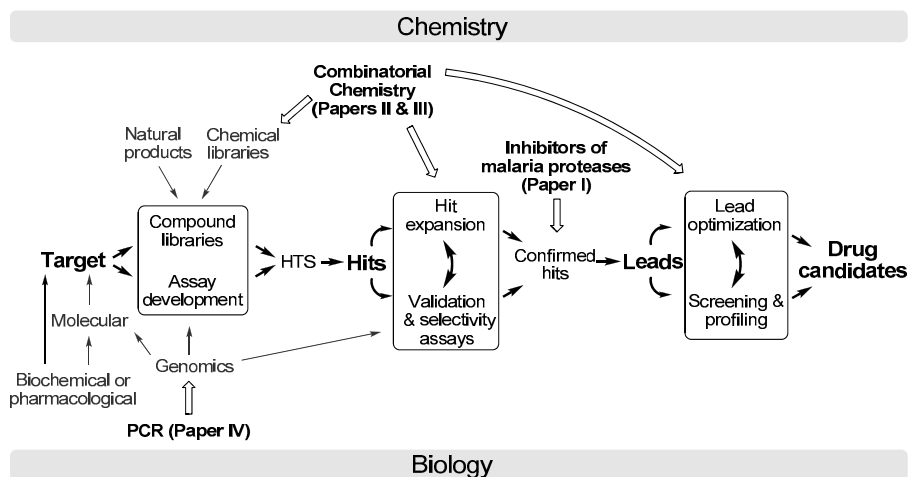 Chemistry
Combinatorial
Chemistry
(Papers II & III)
Natural
products
Chemical
libraries
Inhibitors of
malaria proteases
(Paper I)
Compound
libraries
Assay
development
Target
HTS
Hits
Hit
expansion
Validation
& selectivity
assays
Confirmed
hits
Leads
Lead
optimization
Screening &
profiling
Drug
candidates
Molecular
Genomics
Biochemical or
pharmacological
PCR (Paper IV)
Biology